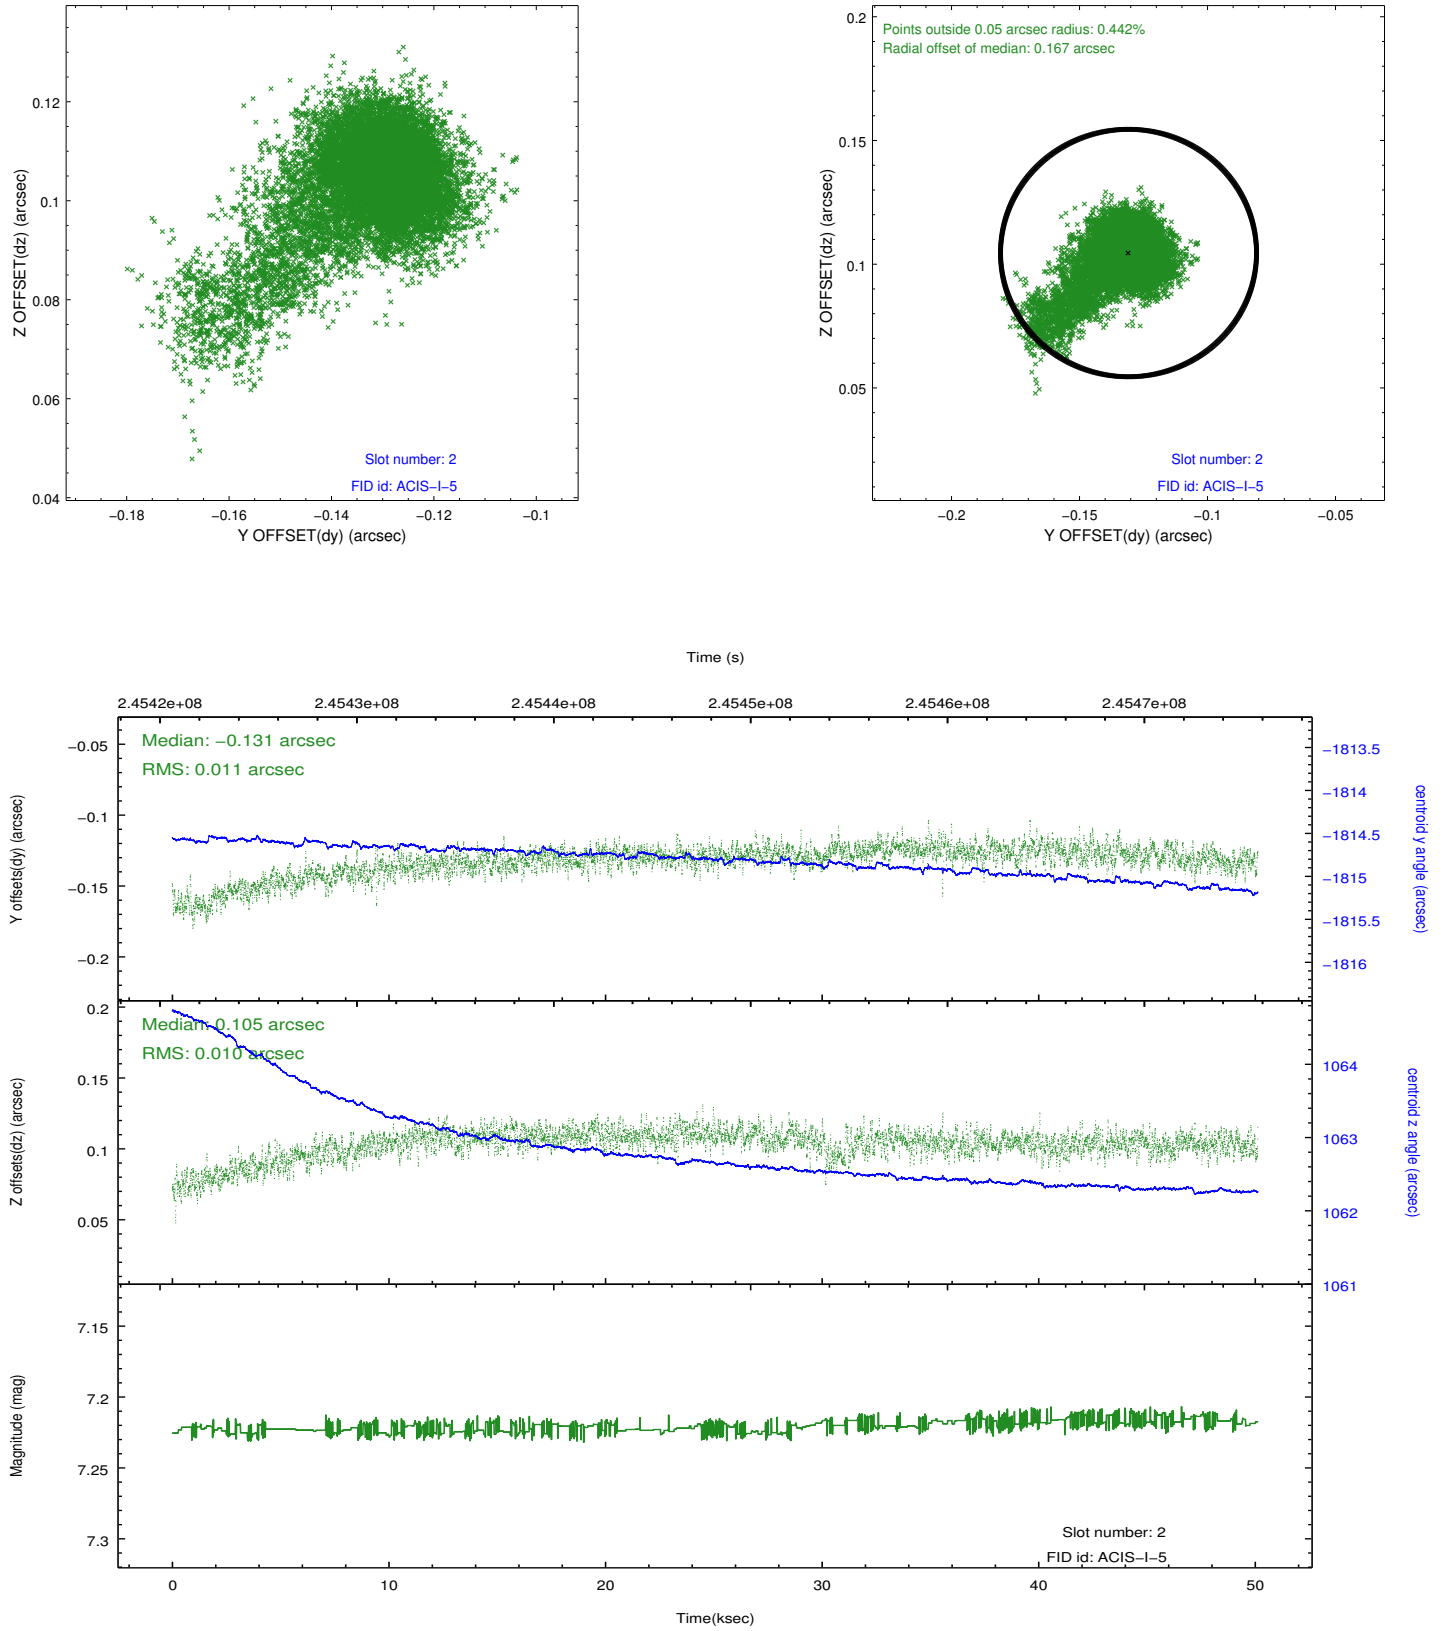 0.12
0.1
0.08
0.06
0.04
Z OFFSET(dz) (arcsec)
Slot number: 2
FID id: ACIS−I−5
−0.18 −0.16 −0.14 −0.12 −0.1
Y OFFSET(dy) (arcsec)
Points outside 0.05 arcsec radius: 0.442%
Radial offset of median: 0.167 arcsec
0.2
0.15
0.1
0.05
Z OFFSET(dz) (arcsec)
Slot number: 2
FID id: ACIS−I−5
−0.2 −0.15 −0.1 −0.05
Y OFFSET(dy) (arcsec)
Time (s)
2.4542e+08 2.4543e+08 2.4544e+08 2.4545e+08 2.4546e+08 2.4547e+08
Median: −0.131 arcsec
RMS: 0.011 arcsec
−0.05
−0.1
−0.15
−0.2
Y offsets(dy) (arcsec)
−1813.5
−1814
−1814.5
−1815
−1815.5
−1816
centroid y angle (arcsec)
Median: 0.105 arcsec
RMS: 0.010 arcsec
0.2
0.15
0.1
0.05
Z offsets(dz) (arcsec)
1064
1063
1062
1061
centroid z angle (arcsec)
7.15
7.2
7.25
7.3
Magnitude (mag)
Slot number: 2
FID id: ACIS−I−5
0 10 20 30 40 50
Time(ksec)